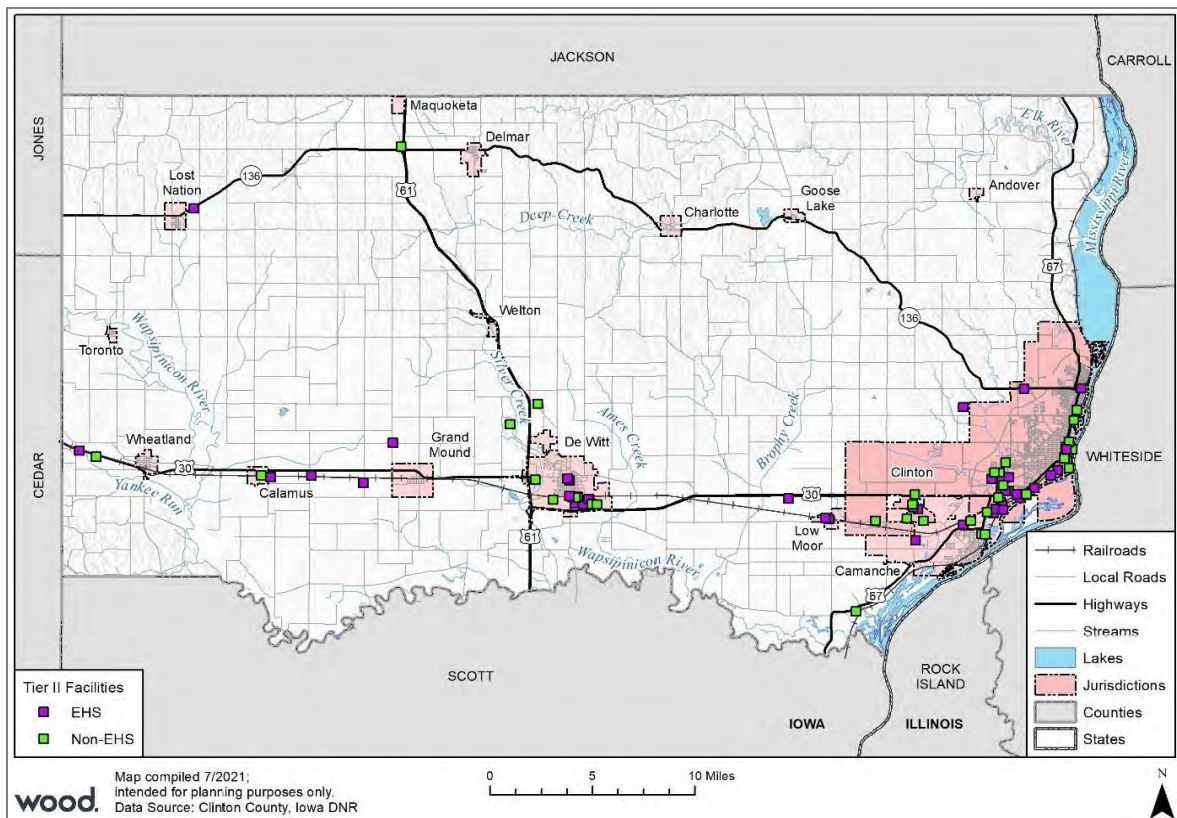 JACKSON
CARROLL
JONES
Maquoketa
Elk River
Delmar
Mississippi River
Lost
Nation
136
61
Andover
Goose
Lake
Charlotte
Deep Creek
67
Welton
136
Toronto
Wapsipinicon River
Silver Creek
Ames Creek
Brophy Creek
De Witt
Grand
Mound
Wheatland
30
CEDAR
WHITESIDE
Clinton
Calamus
30
Yankee Run
Low
Moor
61
Wapsipinicon River
Camanche
67
SCOTT
ROCK
ISLAND
IOWA
ILLINOIS
Tier II Facilities
EHS
Non-EHS
Railroads
Local Roads
Highways
Streams
Lakes
Jurisdictions
Counties
States
wood.
Map compiled 7/2021;
intended for planning purposes only.
Data Source: Clinton County, Iowa DNR
0 5 10 Miles
N